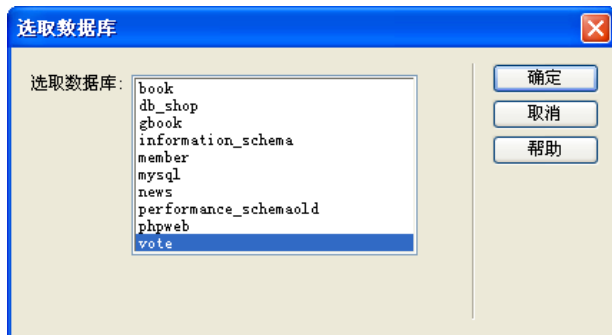 选取数据库
选取数据库:
book
db_shop
gbook
information_schema
member
mysql
news
performance_schemaold
phpweb
vote
确定
取消
帮助